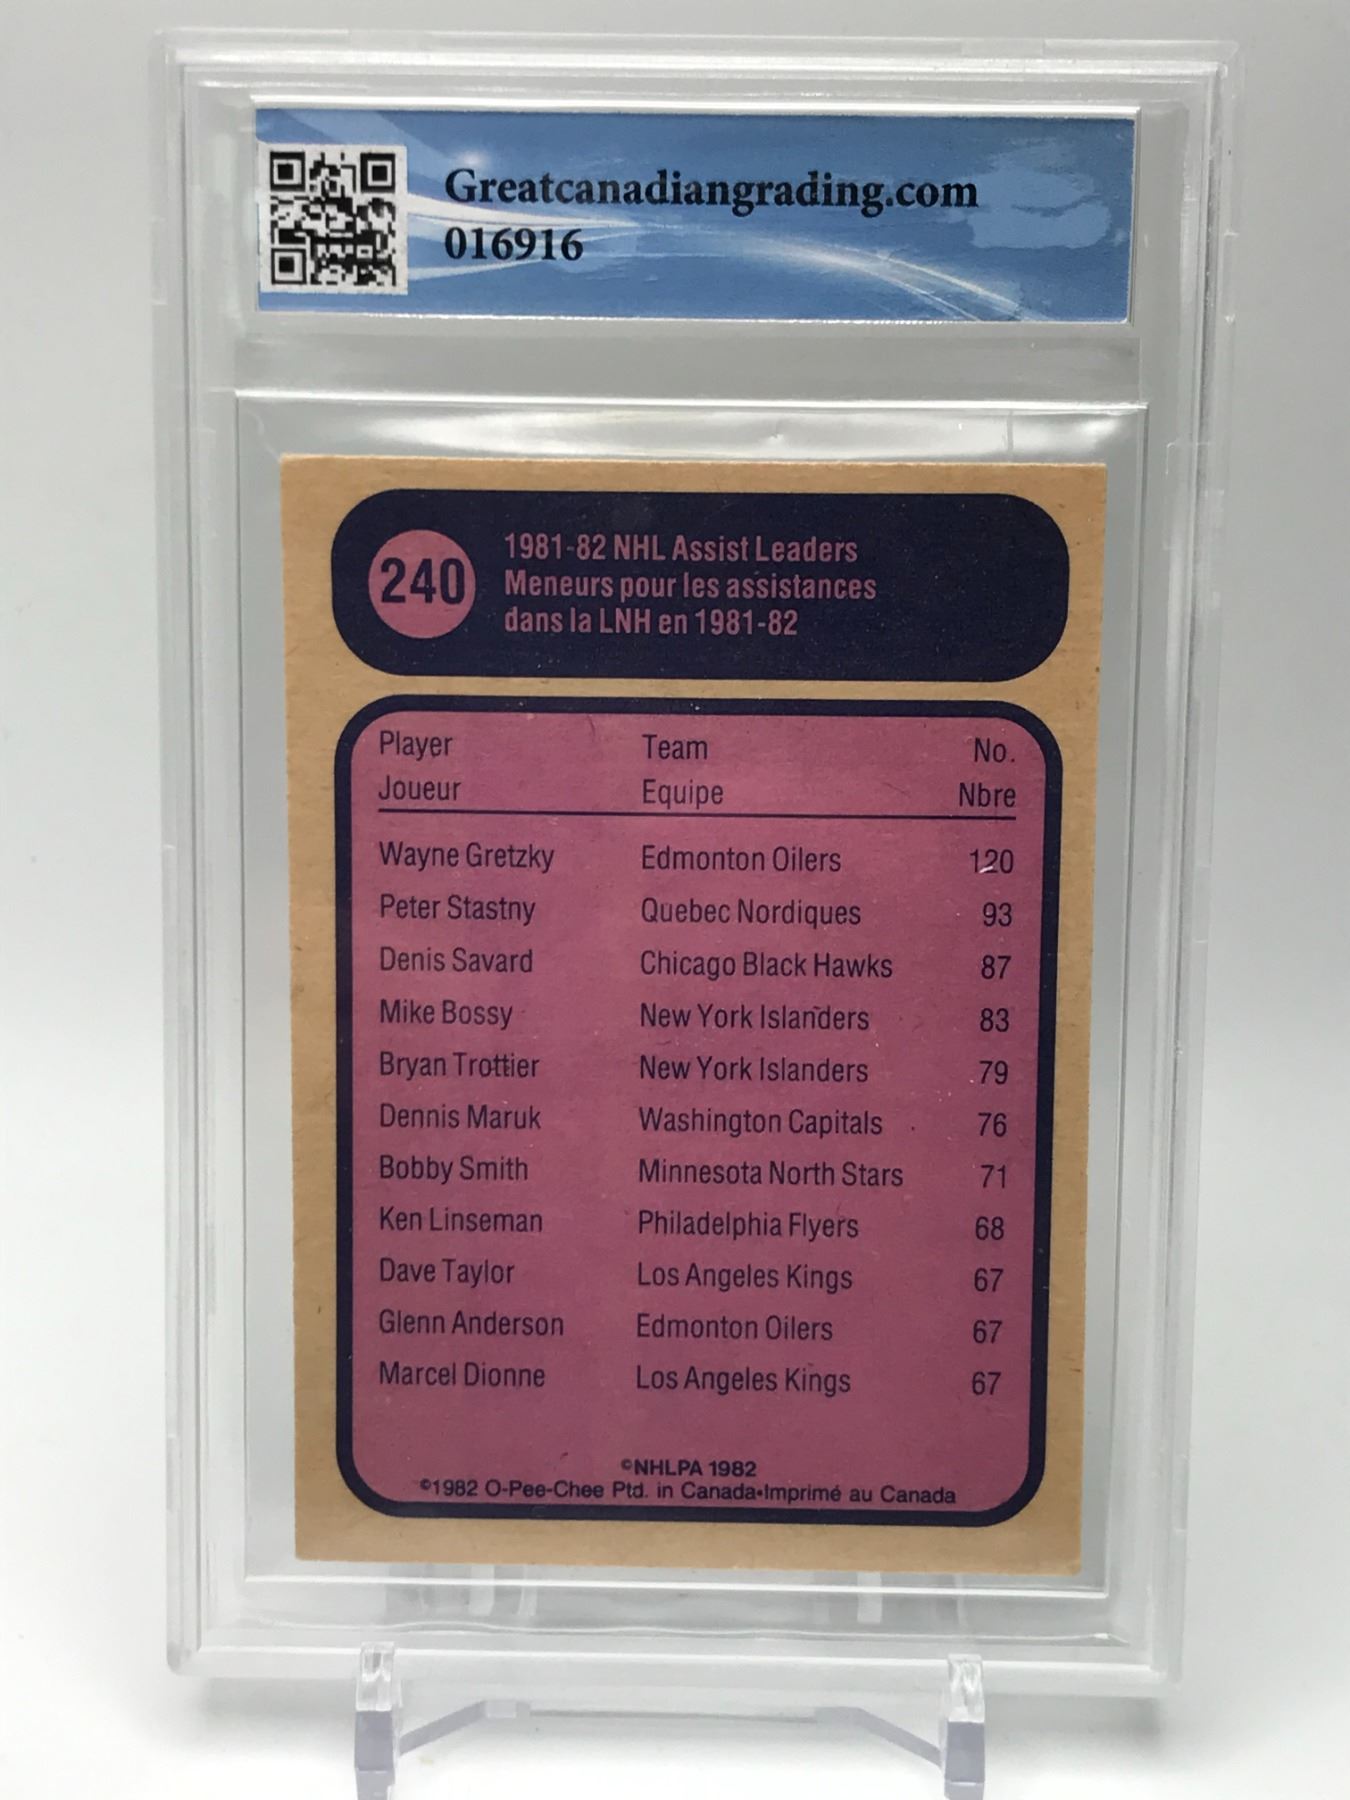 Greatcanadiangrading.com
016916
240
1981-82 NHL Assist Leaders
Meneurs pour les assistances
dans la LNH en 1981-82
Player Team No.
Joueur Equipe Nbre
Wayne Gretzky Edmonton Oilers 120
Peter Stastny Quebec Nordiques 93
Denis Savard Chicago Black Hawks 87
Mike Bossy New York Islanders 83
Bryan Trottier New York Islanders 79
Dennis Maruk Washington Capitals 76
Bobby Smith Minnesota North Stars 71
Ken Linseman Philadelphia Flyers 68
Dave Taylor Los Angeles Kings 67
Glenn Anderson Edmonton Oilers 67
Marcel Dionne Los Angeles Kings 67
©NHLPA 1982
©1982 O-Pee-Chee Ptd. in Canada•Imprimé au Canada